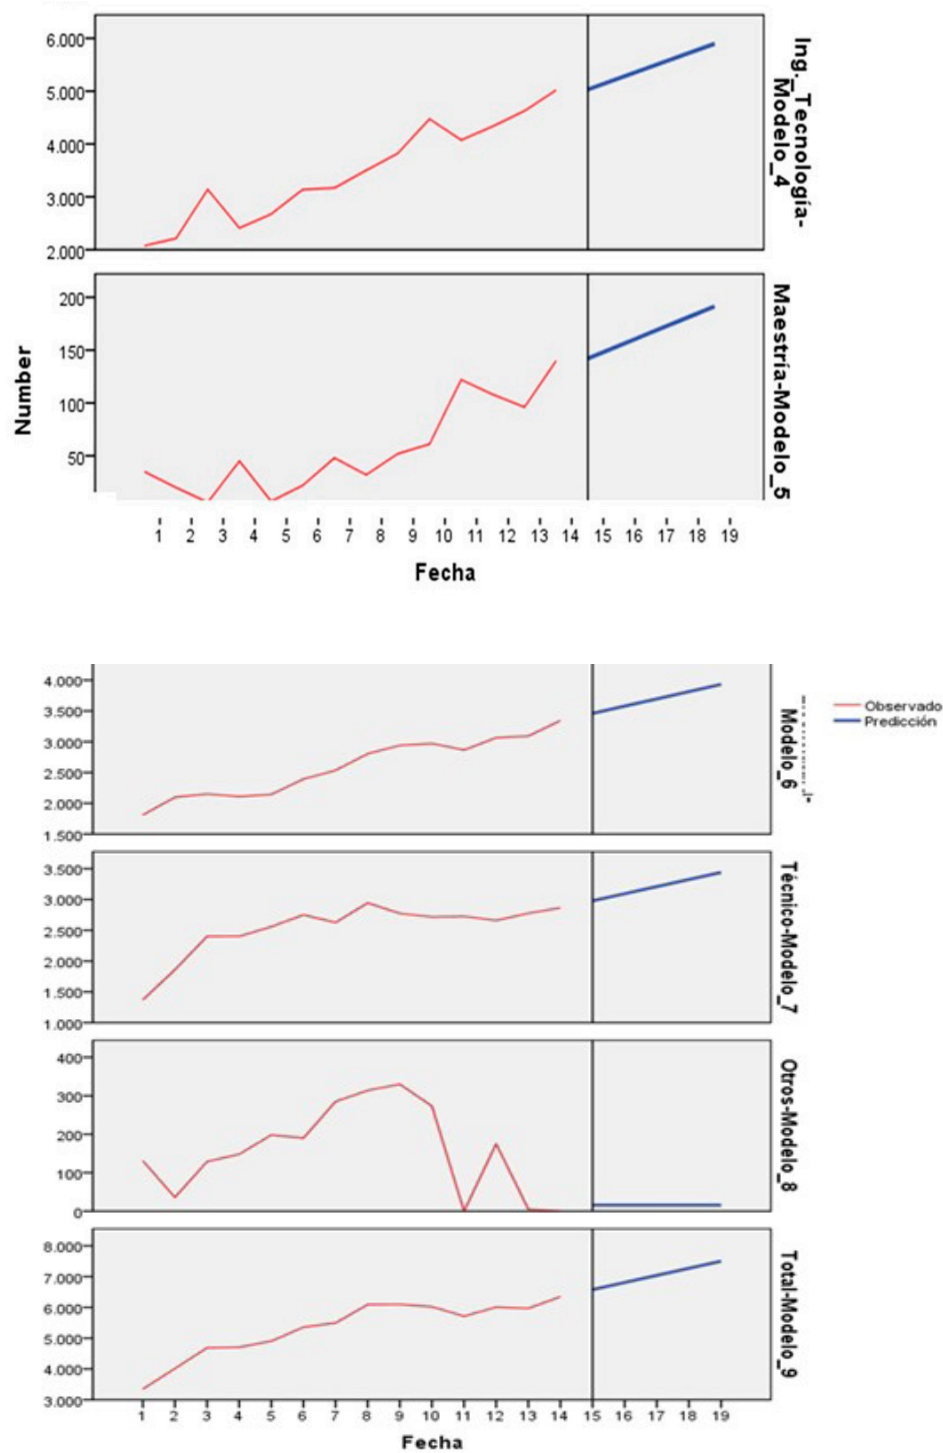 6.000
5.000
4.000
3.000
2.000
Ing._Tecnología-
Modelo_4
200
150
100
50
Maestría-Modelo_5
Number
1 2 3 4 5 6 7 8 9 10 11 12 13 14 15 16 17 18 19
Fecha
4.000
3.500
3.000
2.500
2.000
1.500
Modelo_6
Observado
Predicción
3.500
3.000
2.500
2.000
1.500
1.000
Técnico-Modelo_7
400
300
200
100
0
Otros-Modelo_8
8.000
7.000
6.000
5.000
4.000
3.000
Total-Modelo_9
1 2 3 4 5 6 7 8 9 10 11 12 13 14 15 16 17 18 19
Fecha